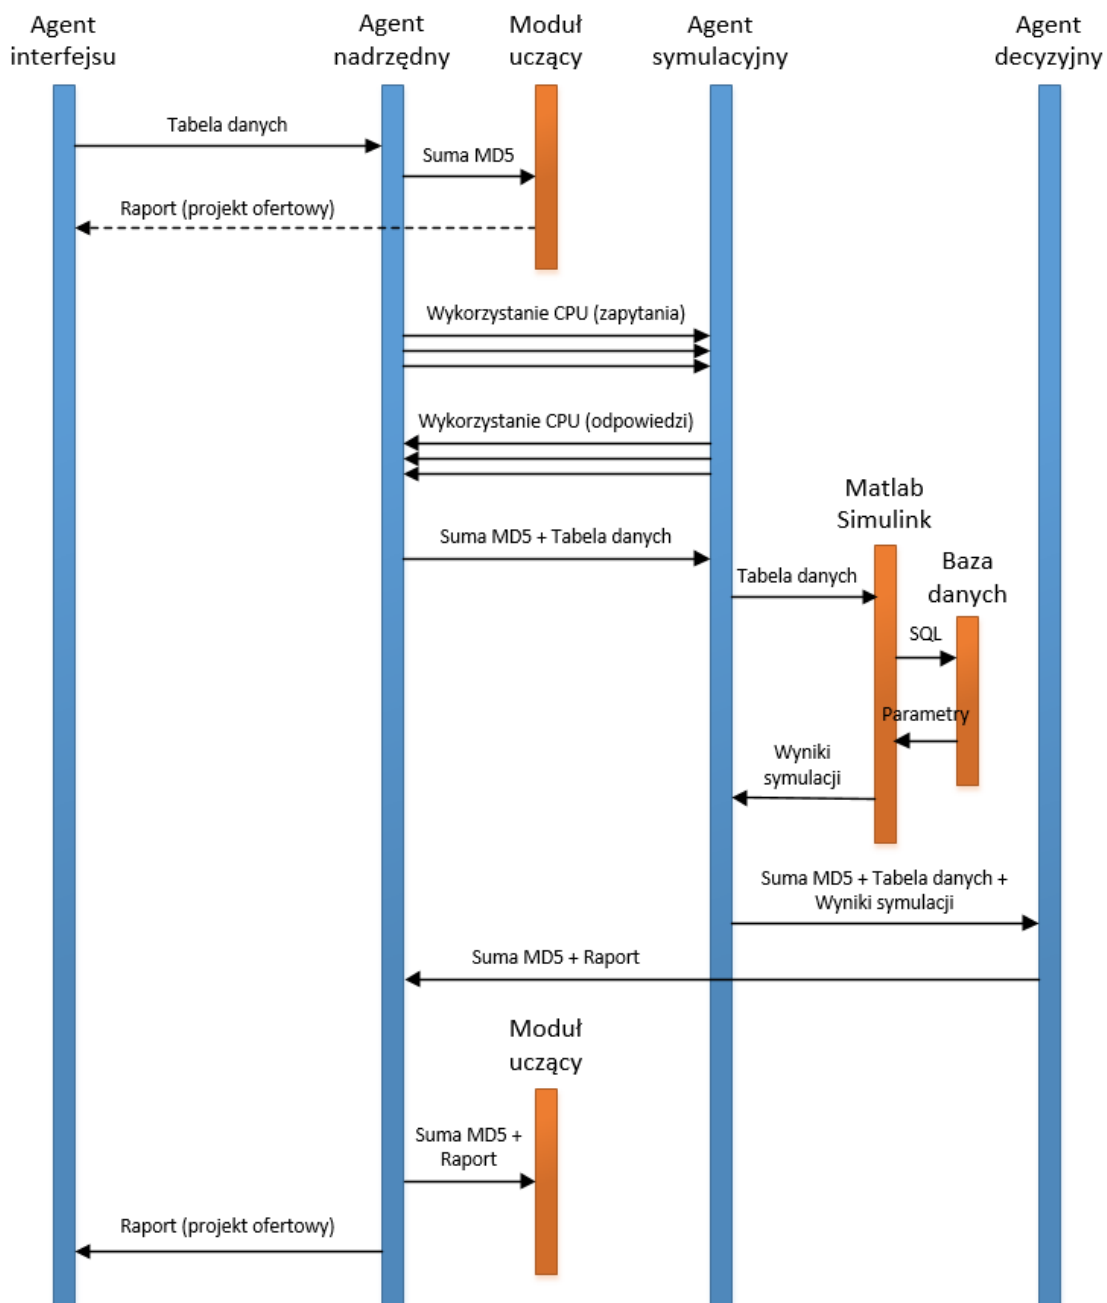 Agent
interfejsu
Agent
nadrzędny
Moduł
uczący
Agent
symulacyjny
Agent
decyzyjny
Tabela danych
Suma MD5
Raport (projekt ofertowy)
Wykorzystanie CPU (zapytania)
Wykorzystanie CPU (odpowiedzi)
Matlab
Simulink
Suma MD5 + Tabela danych
Baza
danych
Tabela danych
SQL
Parametry
Wyniki
symulacji
Suma MD5 + Tabela danych +
Wyniki symulacji
Suma MD5 + Raport
Moduł
uczący
Suma MD5 +
Raport
Raport (projekt ofertowy)